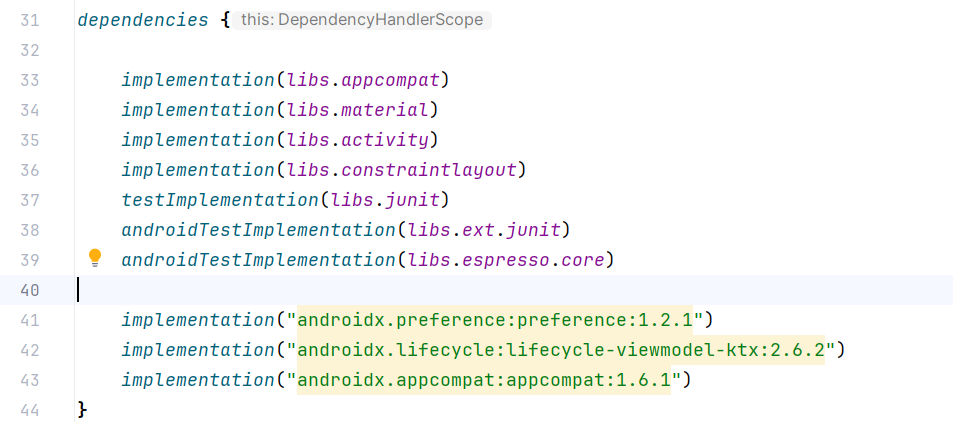 31 dependencies { this: DependencyHandlerScope
32
33 implementation(libs.appcompat)
34 implementation(libs.material)
35 implementation(libs.activity)
36 implementation(libs.constraintlayout)
37 testImplementation(libs.junit)
38 androidTestImplementation(libs.ext.junit)
39 androidTestImplementation(libs.espresso.core)
40
41 implementation("androidx.preference:preference:1.2.1")
42 implementation("androidx.lifecycle:lifecycle-viewmodel-ktx:2.6.2")
43 implementation("androidx.appcompat:appcompat:1.6.1")
44 }